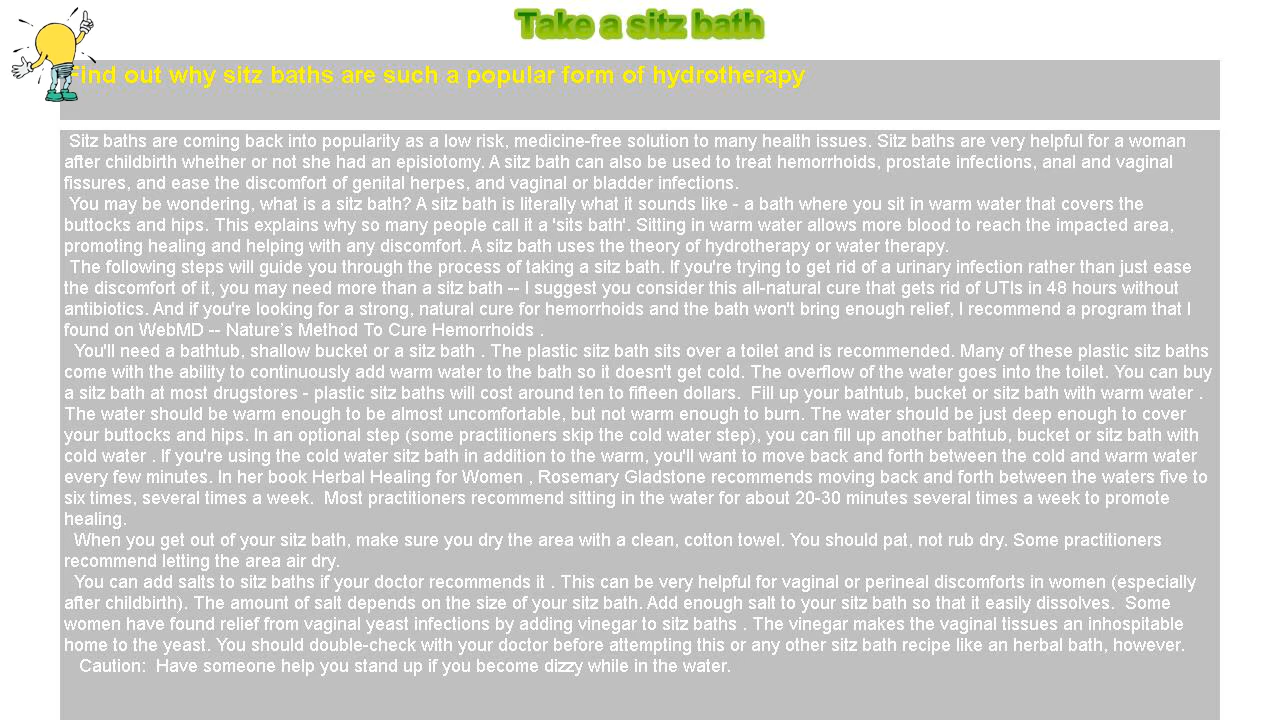 Take a sitz bath
Find out why sitz baths are such a popular form of hydrotherapy
Sitz baths are coming back into popularity as a low risk, medicine-free solution to many health issues. Sitz baths are very helpful for a woman
after childbirth whether or not she had an episiotomy. A sitz bath can also be used to treat hemorrhoids, prostate infections, anal and vaginal
fissures, and ease the discomfort of genital herpes, and vaginal or bladder infections.
You may be wondering, what is a sitz bath? A sitz bath is literally what it sounds like - a bath where you sit in warm water that covers the
buttocks and hips. This explains why so many people call it a 'sits bath'. Sitting in warm water allows more blood to reach the impacted area,
promoting healing and helping with any discomfort. A sitz bath uses the theory of hydrotherapy or water therapy.
The following steps will guide you through the process of taking a sitz bath. If you're trying to get rid of a urinary infection rather than just ease
the discomfort of it, you may need more than a sitz bath -- I suggest you consider this all-natural cure that gets rid of UTIs in 48 hours without
antibiotics. And if you're looking for a strong, natural cure for hemorrhoids and the bath won't bring enough relief, I recommend a program that I
found on WebMD -- Nature's Method To Cure Hemorrhoids .
You'll need a bathtub, shallow bucket or a sitz bath . The plastic sitz bath sits over a toilet and is recommended. Many of these plastic sitz baths
come with the ability to continuously add warm water to the bath so it doesn't get cold. The overflow of the water goes into the toilet. You can buy
a sitz bath at most drugstores - plastic sitz baths will cost around ten to fifteen dollars. Fill up your bathtub, bucket or sitz bath with warm water .
The water should be warm enough to be almost uncomfortable, but not warm enough to burn. The water should be just deep enough to cover
your buttocks and hips. In an optional step (some practitioners skip the cold water step), you can fill up another bathtub, bucket or sitz bath with
cold water . If you're using the cold water sitz bath in addition to the warm, you'll want to move back and forth between the cold and warm water
every few minutes. In her book Herbal Healing for Women , Rosemary Gladstone recommends moving back and forth between the waters five to
six times, several times a week. Most practitioners recommend sitting in the water for about 20-30 minutes several times a week to promote
healing.
When you get out of your sitz bath, make sure you dry the area with a clean, cotton towel. You should pat, not rub dry. Some practitioners
recommend letting the area air dry.
You can add salts to sitz baths if your doctor recommends it . This can be very helpful for vaginal or perineal discomforts in women (especially
after childbirth). The amount of salt depends on the size of your sitz bath. Add enough salt to your sitz bath so that it easily dissolves. Some
women have found relief from vaginal yeast infections by adding vinegar to sitz baths . The vinegar makes the vaginal tissues an inhospitable
home to the yeast. You should double-check with your doctor before attempting this or any other sitz bath recipe like an herbal bath, however.
Caution: Have someone help you stand up if you become dizzy while in the water.